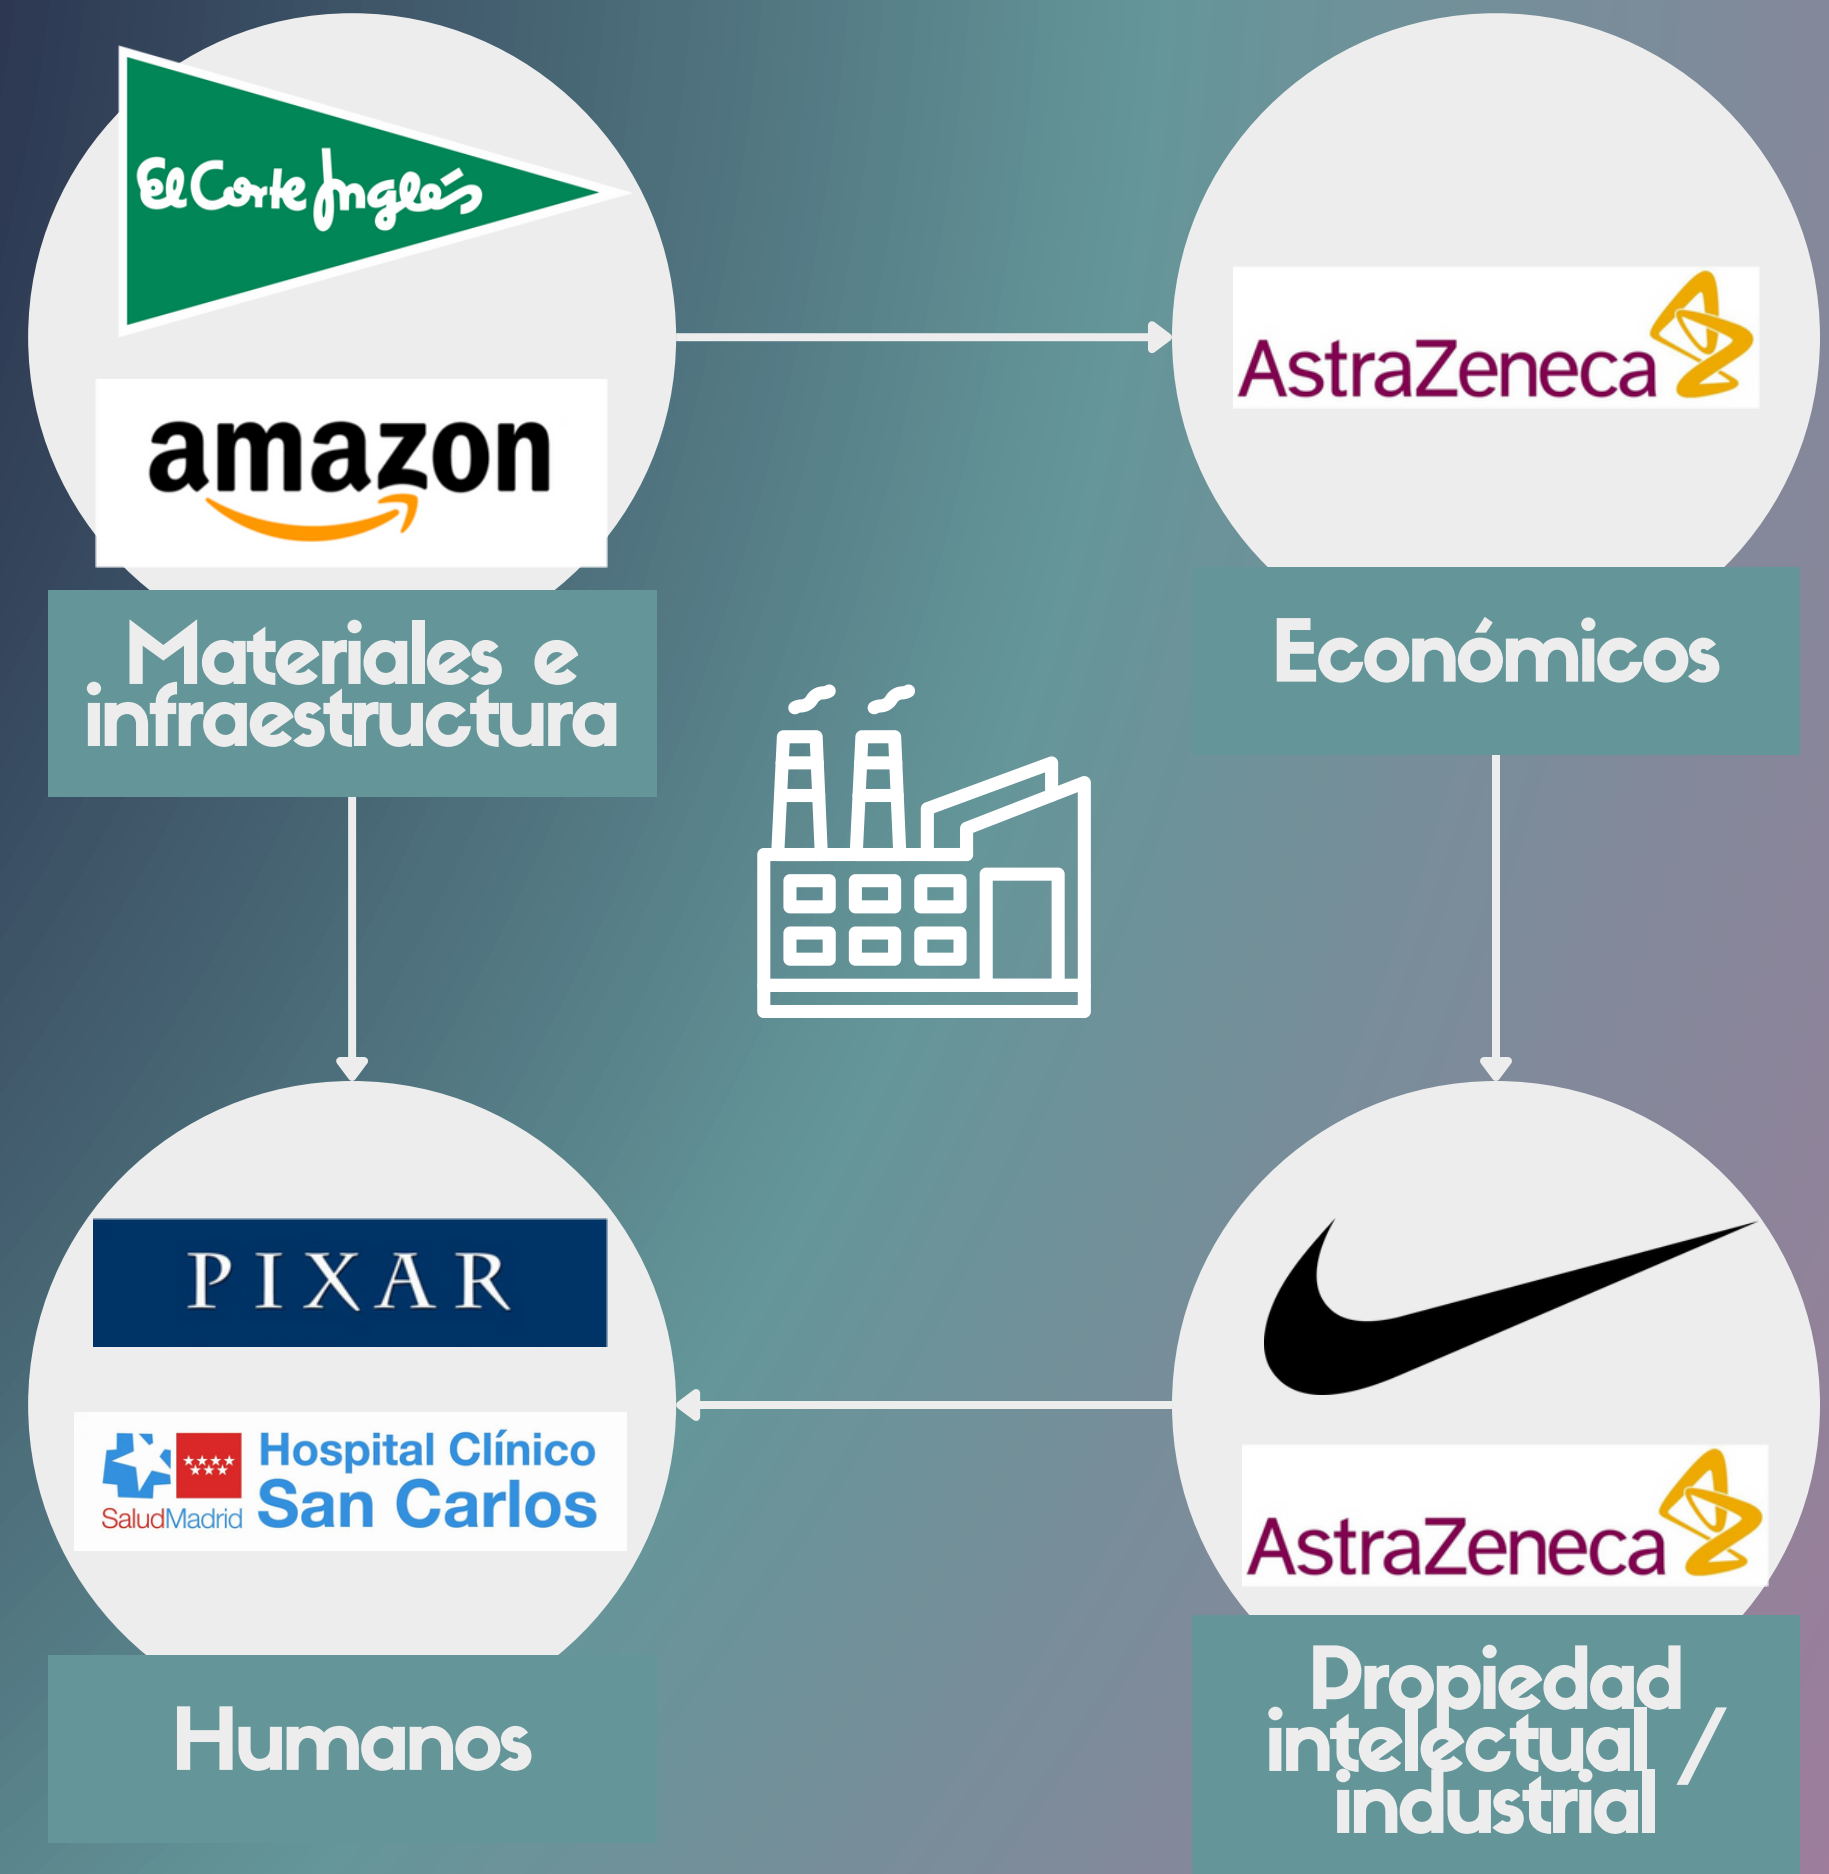 El Corte Inglés
amazon
Materiales e
infraestructura
AstraZeneca
Económicos
PIXAR
Hospital Clínico
San Carlos
SaludMadrid
Humanos
AstraZeneca
Propiedad
intelectual /
industrial